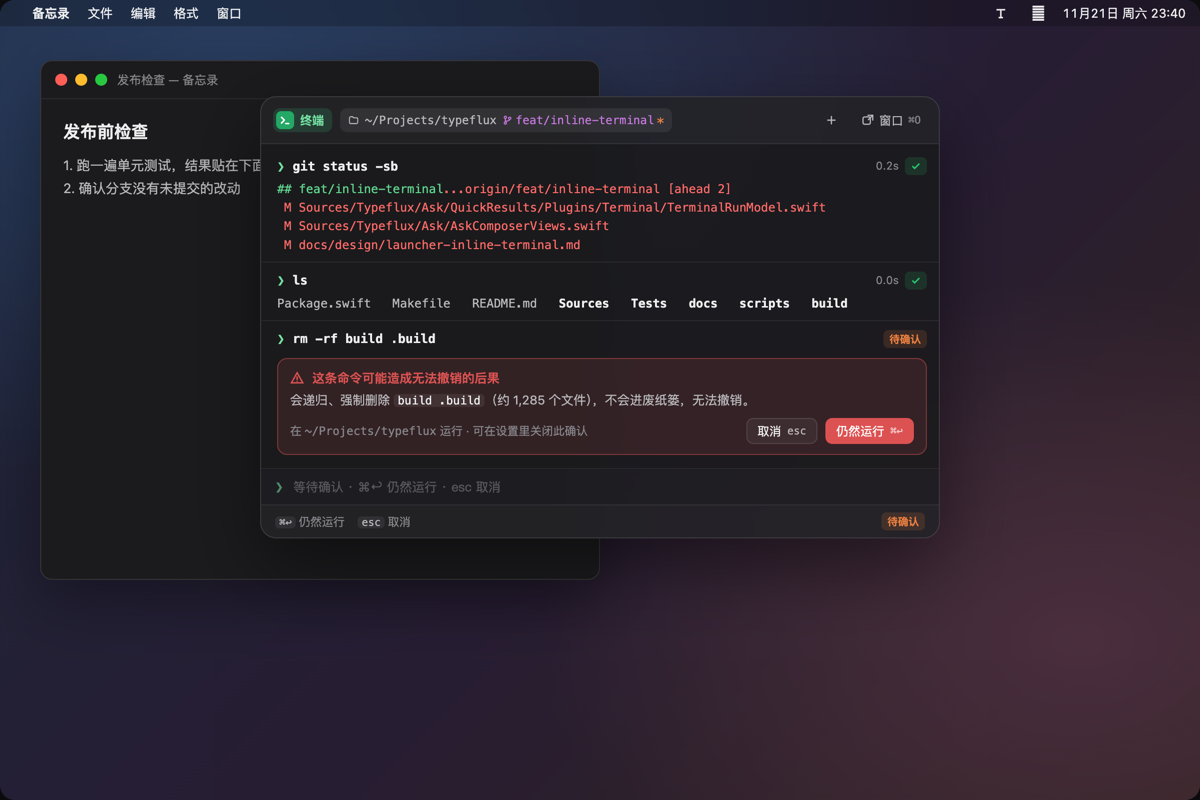 备忘录 文件 编辑 格式 窗口 T 11月21日 周六 23:40
发布检查 — 备忘录
发布前检查
1. 跑一遍单元测试，结果贴在下面
2. 确认分支没有未提交的改动
终端 ~/Projects/typeflux feat/inline-terminal* + 窗口 ⌘O
❯ git status -sb 0.2s ✓
## feat/inline-terminal...origin/feat/inline-terminal [ahead 2]
M Sources/Typeflux/Ask/QuickResults/Plugins/Terminal/TerminalRunModel.swift
M Sources/Typeflux/Ask/AskComposerViews.swift
M docs/design/launcher-inline-terminal.md
❯ ls 0.0s ✓
Package.swift Makefile README.md Sources Tests docs scripts build
❯ rm -rf build .build 待确认
这条命令可能造成无法撤销的后果
会递归、强制删除 build .build（约 1,285 个文件），不会进废纸篓，无法撤销。
在 ~/Projects/typeflux 运行 · 可在设置里关闭此确认 取消 esc 仍然运行 ⌘↩
❯ 等待确认 · ⌘↩ 仍然运行 · esc 取消
⌘↩ 仍然运行 esc 取消 待确认